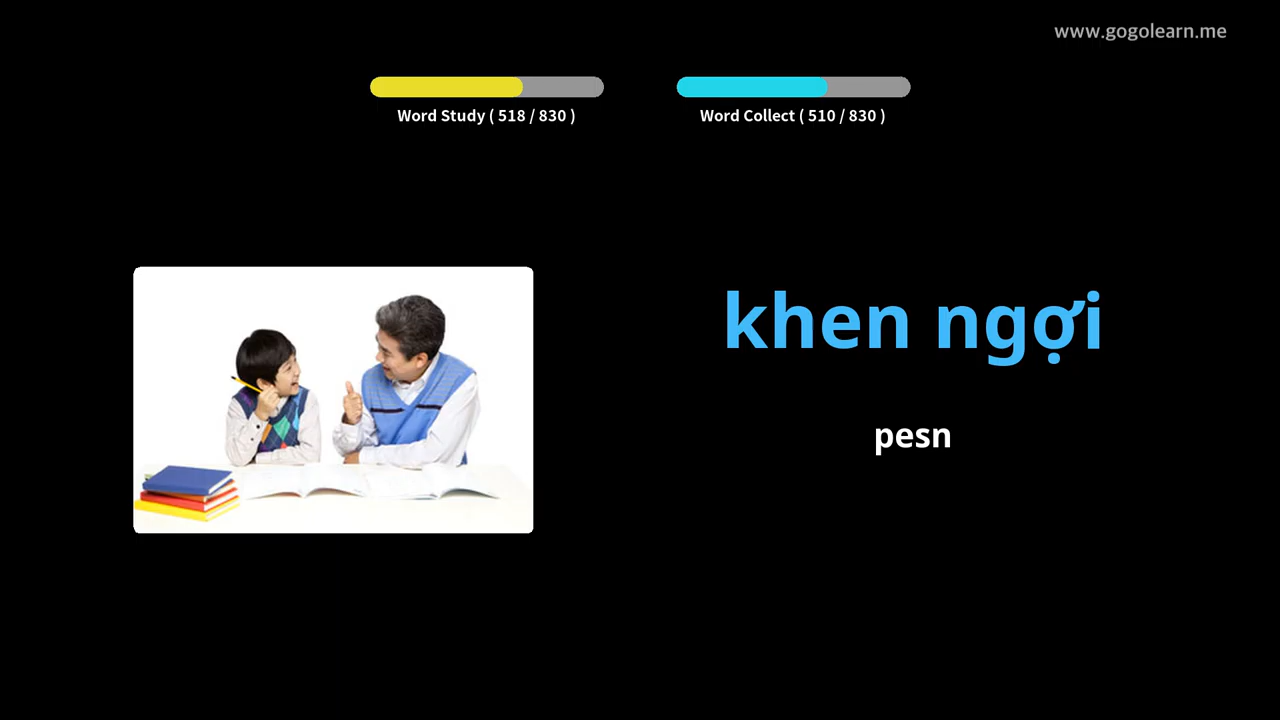 www.gogolearn.me
Word Study ( 518 / 830 )
Word Collect ( 510 / 830 )
khen ngợi
pesn